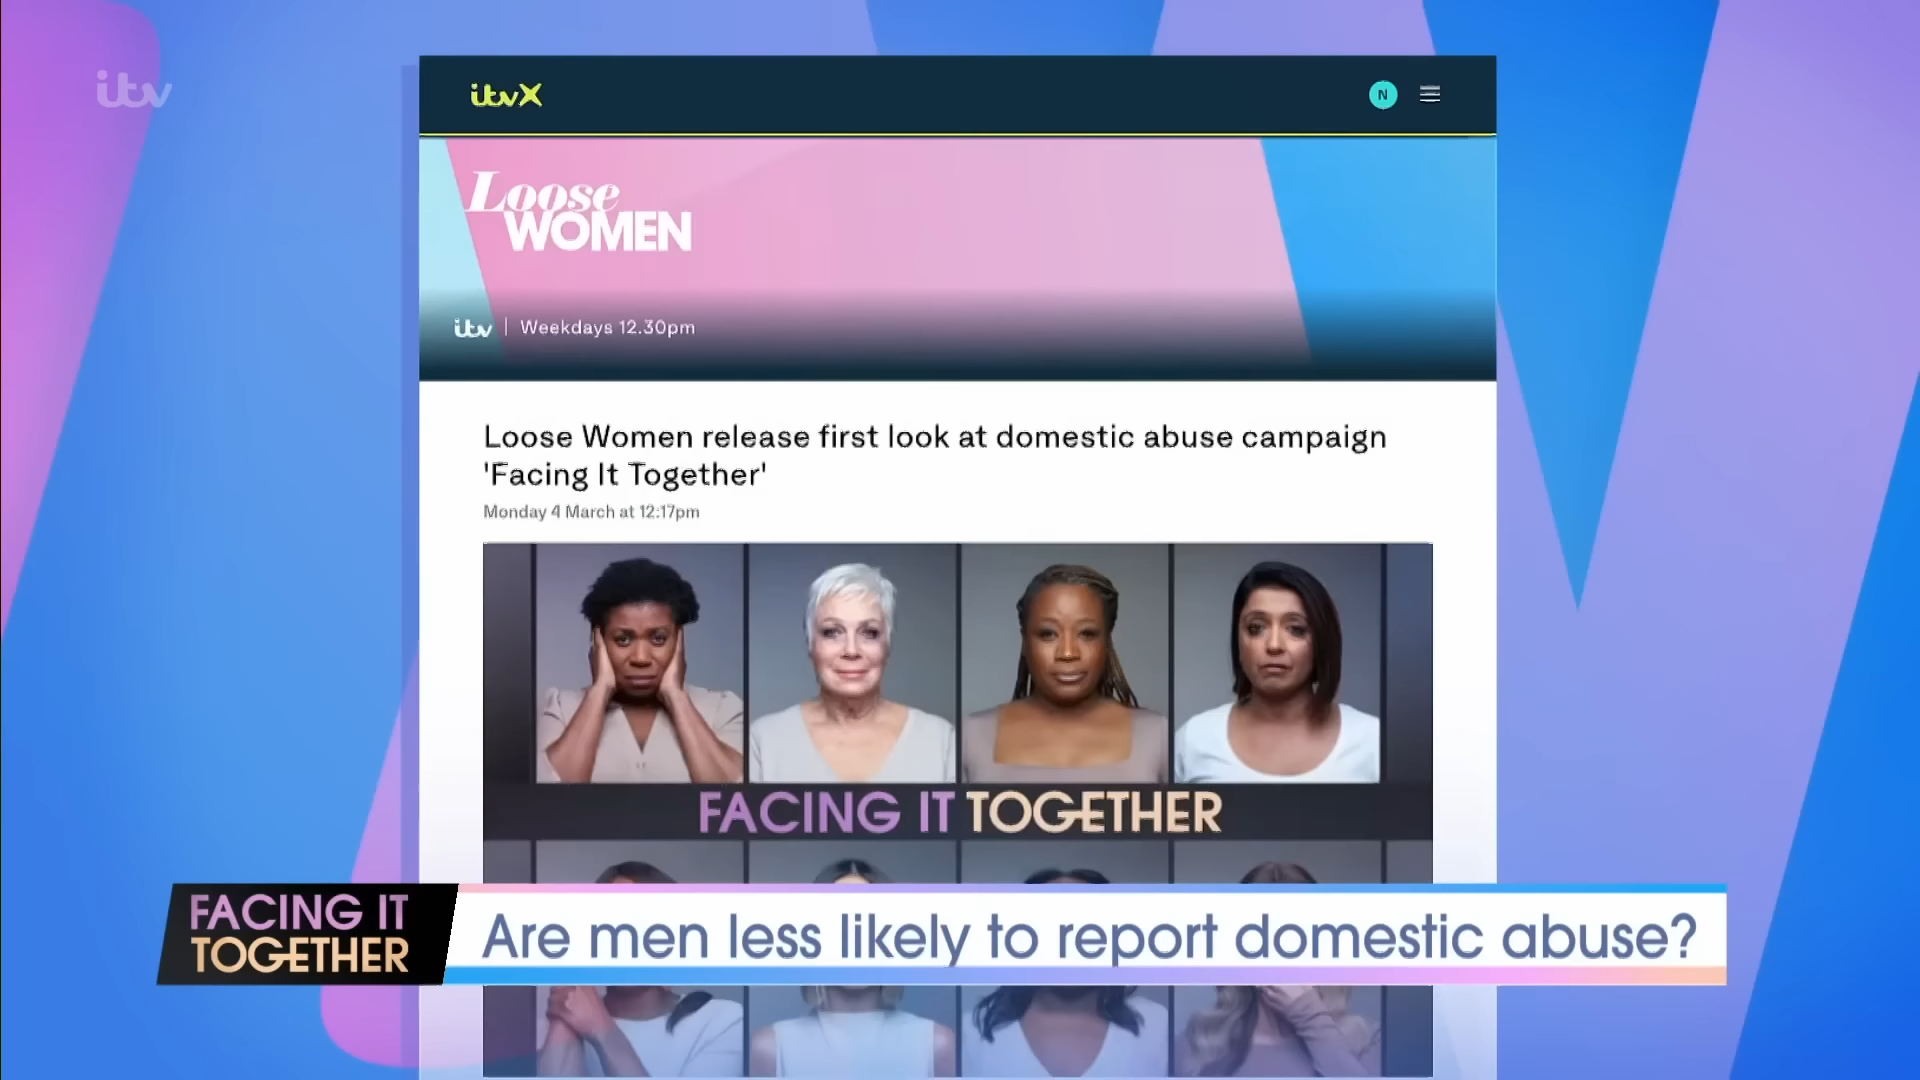 itv
itvX
N
Loose
WOMEN
itv | Weekdays 12.30pm
Loose Women release first look at domestic abuse campaign
'Facing It Together'
Monday 4 March at 12:17pm
FACING IT TOGETHER
FACING IT
TOGETHER
Are men less likely to report domestic abuse?